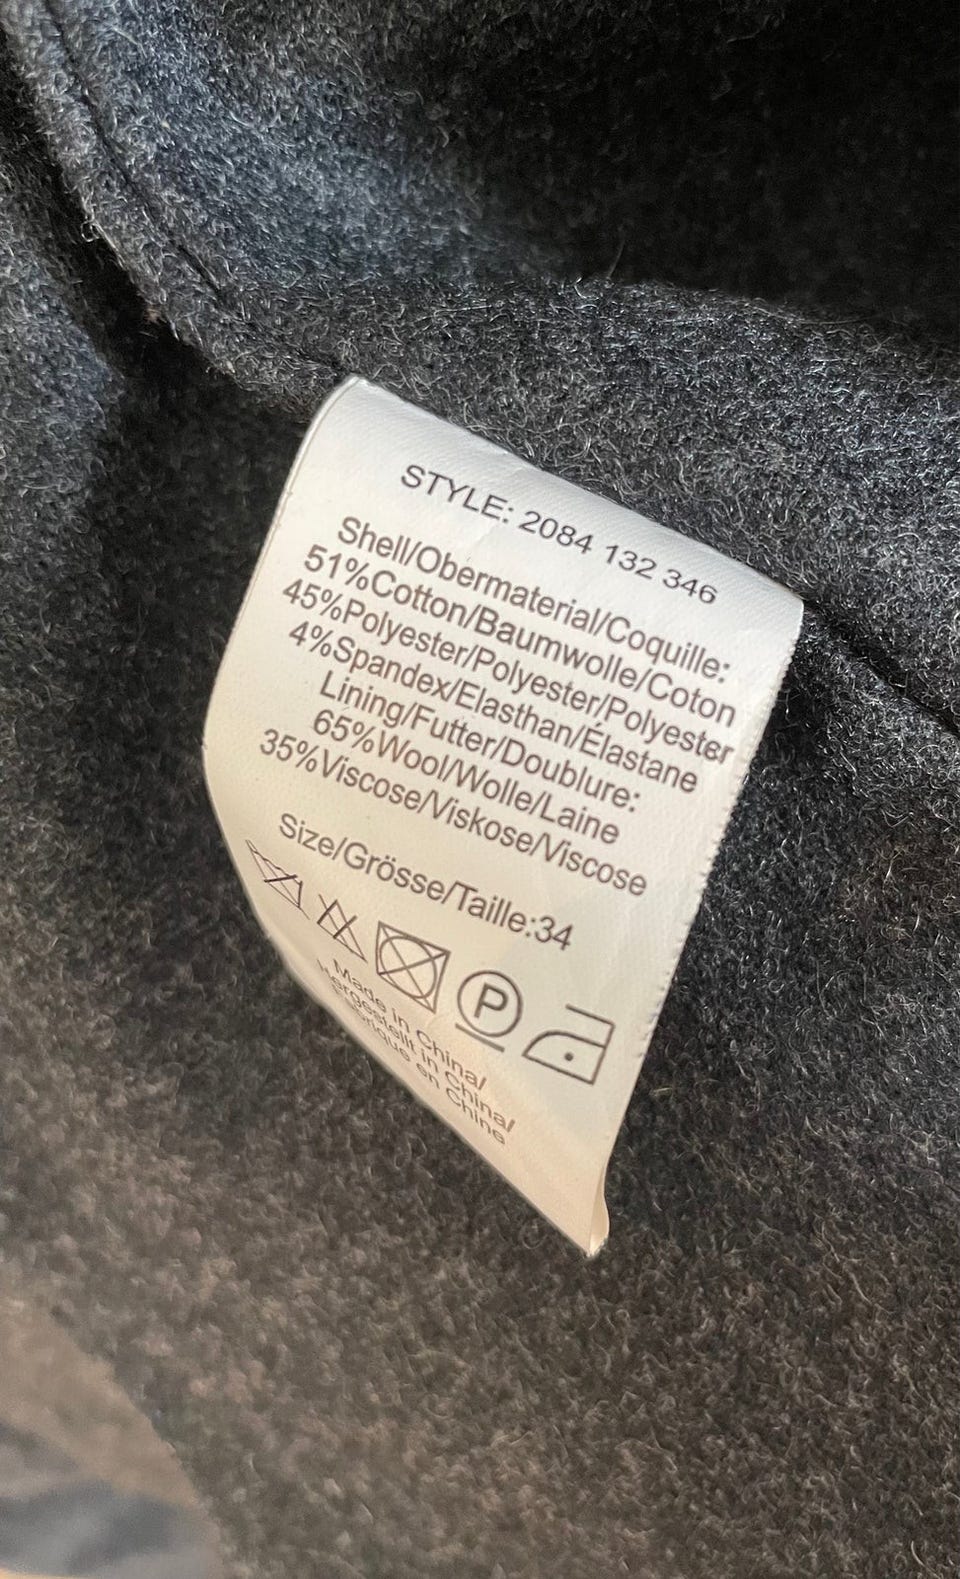 STYLE: 2084 132 346
Shell/Obermaterial/Coquille:
51%Cotton/Baumwolle/Coton
45%Polyester/Polyester/Polyester
4%Spandex/Elasthan/Élastane
Lining/Futter/Doublure:
65%Wool/Wolle/Laine
35%Viscose/Viskose/Viscose
Size/Grösse/Taille:34
P
Made in China/
Hergestellt in China/
Fabrique en Chine